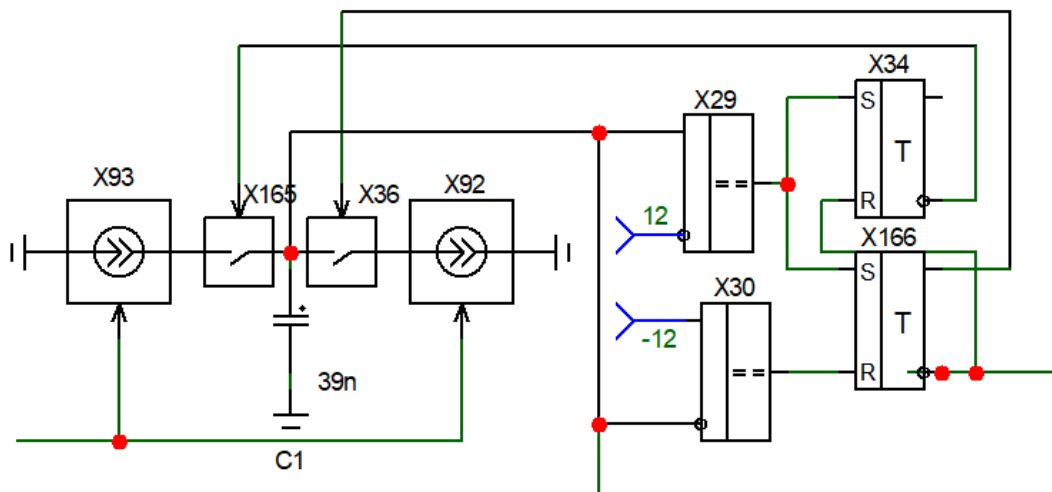 X34
X29
S
T
X93
X165
X36
X92
==
R
12
X166
X30
S
-12
T
==
R
39n
C1